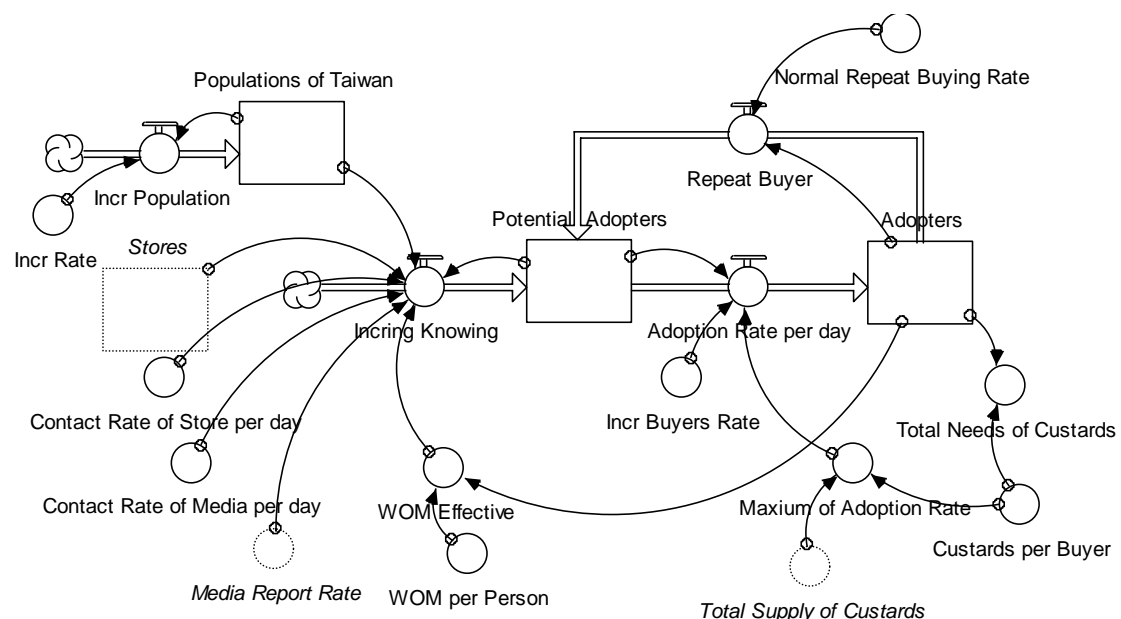 Normal Repeat Buying Rate
Populations of Taiwan
Repeat Buyer
Incr Population
Potential Adopters
Adopters
Incr Rate
Stores
Incring Knowing
Adoption Rate per day
Contact Rate of Store per day
Incr Buyers Rate
Total Needs of Custards
Contact Rate of Media per day
WOM Effective
Maxium of Adoption Rate
Custards per Buyer
Media Report Rate
WOM per Person
Total Supply of Custards